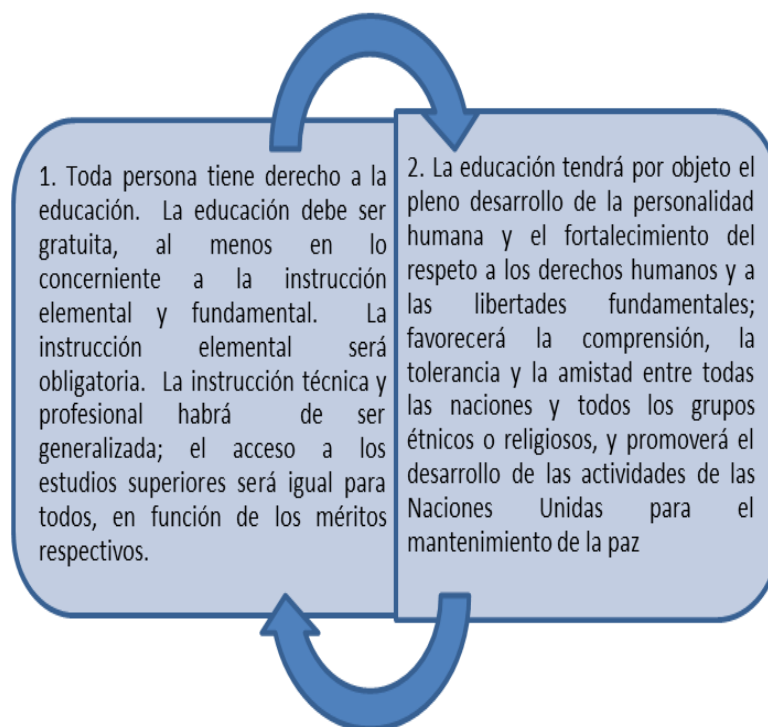 1. Toda persona tiene derecho a la
educación. La educación debe ser
gratuita, al menos en lo
concerniente a la instrucción
elemental y fundamental. La
instrucción elemental será
obligatoria. La instrucción técnica y
profesional habrá de ser
generalizada; el acceso a los
estudios superiores será igual para
todos, en función de los méritos
respectivos.
2. La educación tendrá por objeto el
pleno desarrollo de la personalidad
humana y el fortalecimiento del
respeto a los derechos humanos y a
las libertades fundamentales;
favorecerá la comprensión, la
tolerancia y la amistad entre todas
las naciones y todos los grupos
étnicos o religiosos, y promoverá el
desarrollo de las actividades de las
Naciones Unidas para el
mantenimiento de la paz